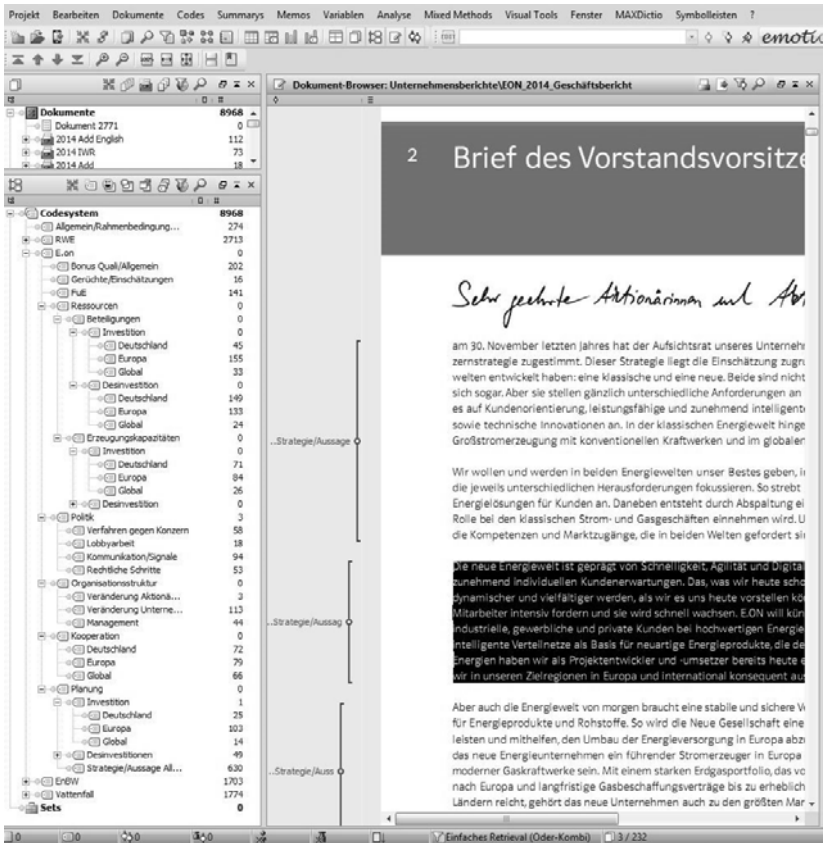 Projekt Bearbeiten Dokumente Codes Summarys Memos Variablen Analyse Mixed Methods Visual Tools Fenster MAXDictio Symbolleisten ?
emotic
Dokumente 8968
Dokument 2771 0
2014 Add English 112
2014 IWR 73
2014 Add 18
Codesystem 8968
Allgemein/Rahmenbedingung... 274
RWE 2713
E.on 0
Bonus Quali/Allgemein 202
Gerüchte/Einschätzungen 16
FuE 141
Ressourcen 0
Beteiligungen 0
Investition 0
Deutschland 45
Europa 155
Global 33
Desinvestition 0
Deutschland 149
Europa 133
Global 24
Erzeugungskapazitäten 0
Investition 0
Deutschland 71
Europa 84
Global 26
Desinvestition 0
Politik 3
Verfahren gegen Konzern 58
Lobbyarbeit 18
Kommunikation/Signale 94
Rechtliche Schritte 53
Organisationsstruktur 0
Veränderung Aktionä... 3
Veränderung Unterne... 113
Management 44
Kooperation 0
Deutschland 72
Europa 79
Global 66
Planung 0
Investition 1
Deutschland 25
Europa 103
Global 14
Desinvestitionen 49
Strategie/Aussage All... 630
EnBW 1703
Vattenfall 1774
Sets 0
Dokument-Browser: Unternehmensberichte\EON_2014_Geschäftsbericht
2 Brief des Vorstandsvorsitze
Sehr geehrte Aktionärinnen und
am 30. November letzten Jahres hat der Aufsichtsrat unseres Unternehm
zernstrategie zugestimmt. Dieser Strategie liegt die Einschätzung zugru
welten entwickelt haben: eine klassische und eine neue. Beide sind nicht
sich sogar. Aber sie stellen gänzlich unterschiedliche Anforderungen an
es auf Kundenorientierung, leistungsfähige und zunehmend intelligente
sowie technische Innovationen an. In der klassischen Energiewelt hinge
Großstromerzeugung mit konventionellen Kraftwerken und im globalen
..Strategie/Aussage
Wir wollen und werden in beiden Energiewelten unser Bestes geben, i
die jeweils unterschiedlichen Herausforderungen fokussieren. So strebt
Energielösungen für Kunden an. Daneben entsteht durch Abspaltung ei
Rolle bei den klassischen Strom- und Gasgeschäften einnehmen wird. U
die Kompetenzen und Marktzugänge, die in beiden Welten gefordert si
Die neue Energiewelt ist geprägt von Schnelligkeit, Agilität und Digital
zunehmend individuellen Kundenerwartungen. Das, was wir heute scho
dynamischer und vielfältiger werden, als wir es uns heute vorstellen kö
Mitarbeiter intensiv fordern und sie wird schnell wachsen. E.ON will kün
industrielle, gewerbliche und private Kunden bei hochwertigen Energie
intelligente Verteilnetze als Basis für neuartige Energieprodukte, die de
Energien haben wir als Projektentwickler und -umsetzer bereits heute e
wir in unseren Zielregionen in Europa und international konsequent aus
..Strategie/Aussag
Aber auch die Energiewelt von morgen braucht eine stabile und sichere V
für Energieprodukte und Rohstoffe. So wird die Neue Gesellschaft eine
leisten und mithelfen, den Umbau der Energieversorgung in Europa abzu
das neue Energieunternehmen ein führender Stromerzeuger in Europa
moderner Gaskraftwerke sein. Mit einem starken Erdgasportfolio, das vo
nach Europa und langfristige Gasbeschaffungsverträge bis zu erheblich
Ländern reicht, gehört das neue Unternehmen auch zu den größten Mar
..Strategie/Auss
0 0 0 0 Einfaches Retrieval (Oder-Kombi) 3 / 232